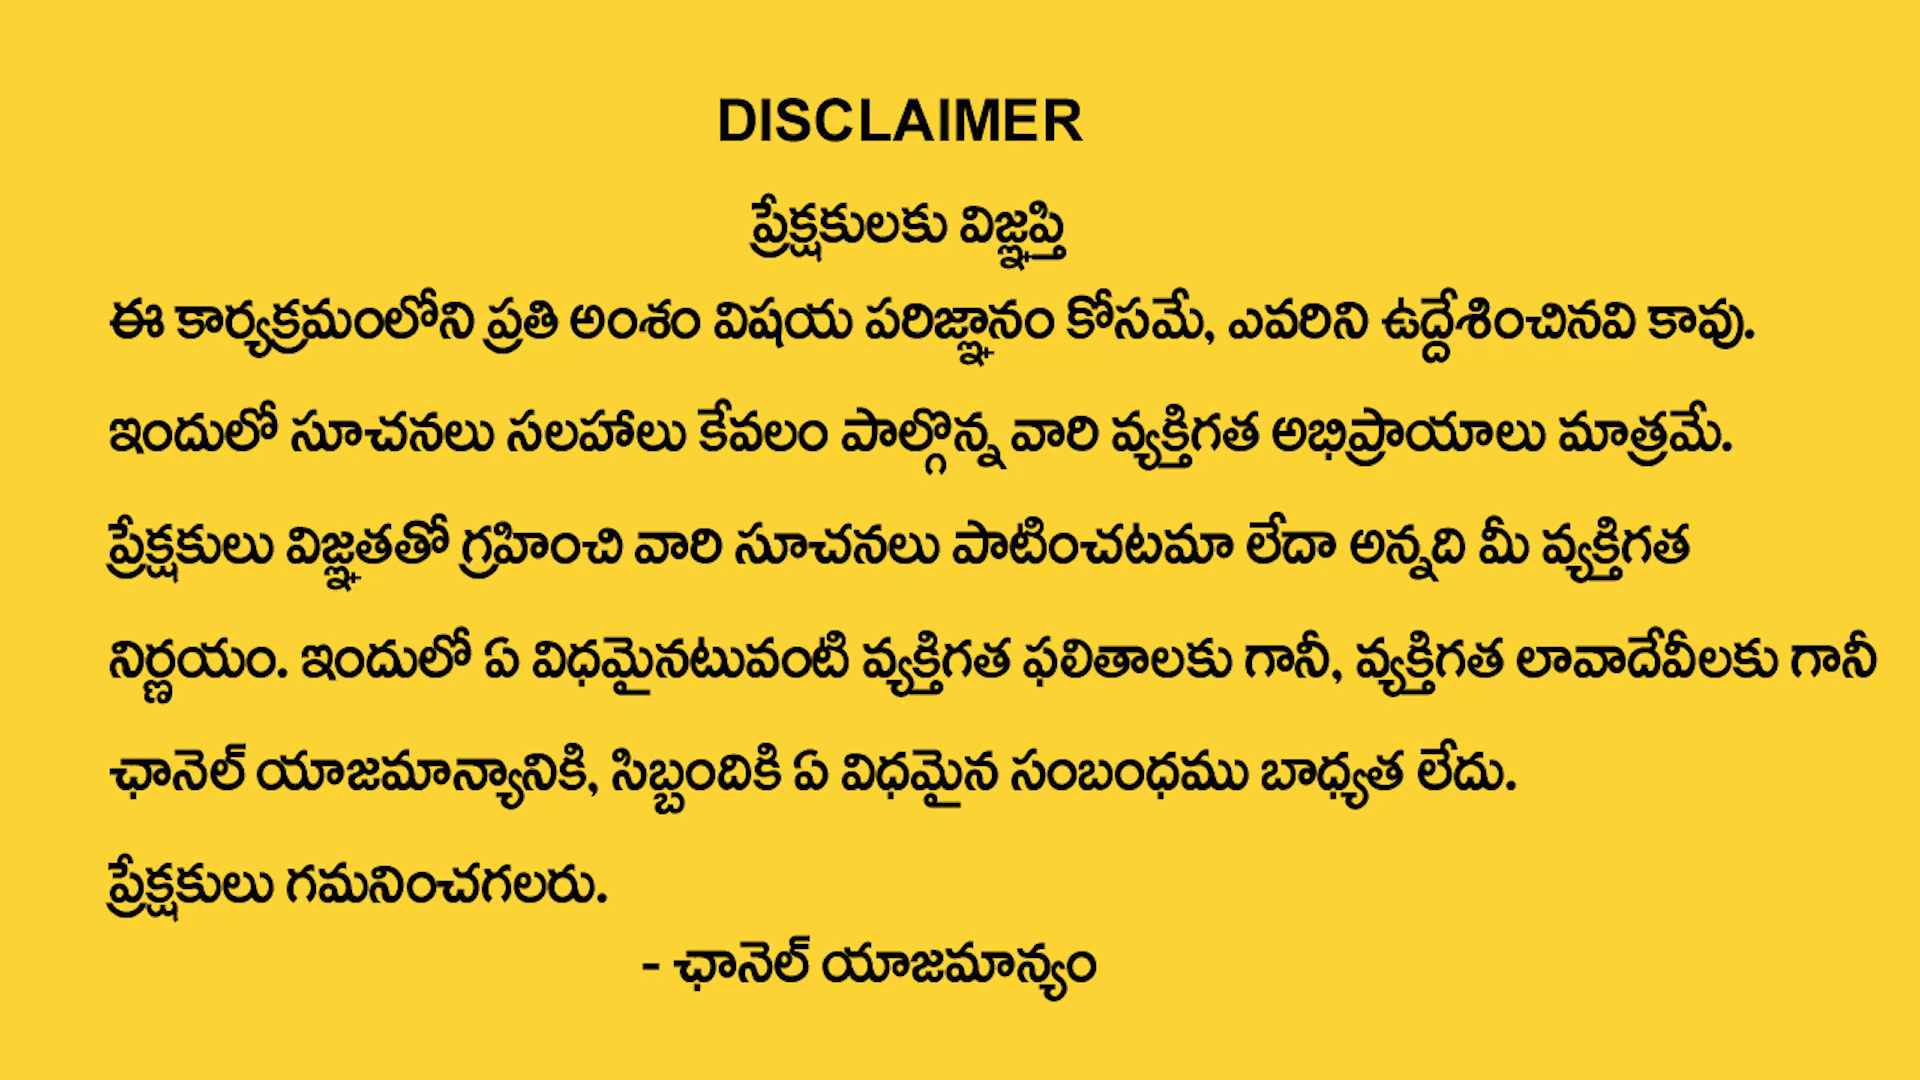 DISCLAIMER
ప్రేక్షకులకు విజ్ఞప్తి
ఈ కార్యక్రమంలోని ప్రతి అంశం విషయ పరిజ్ఞానం కోసమే, ఎవరిని ఉద్దేశించినవి కావు.
ఇందులో సూచనలు సలహాలు కేవలం పాల్గొన్న వారి వ్యక్తిగత అభిప్రాయాలు మాత్రమే.
ప్రేక్షకులు విజ్ఞతతో గ్రహించి వారి సూచనలు పాటించటమా లేదా అన్నది మీ వ్యక్తిగత
నిర్ణయం. ఇందులో ఏ విధమైనటువంటి వ్యక్తిగత ఫలితాలకు గానీ, వ్యక్తిగత లావాదేవీలకు గానీ
ఛానెల్ యాజమాన్యానికి, సిబ్బందికి ఏ విధమైన సంబంధము బాధ్యత లేదు.
ప్రేక్షకులు గమనించగలరు.
- ఛానెల్ యాజమాన్యం